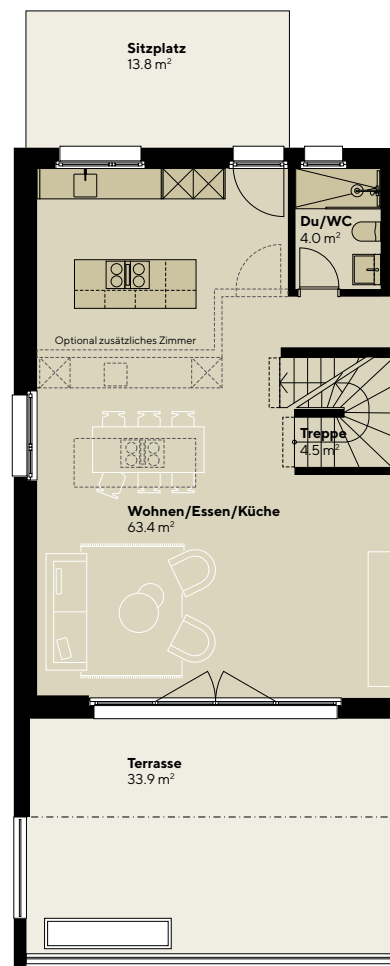 Sitzplatz
13.8 m²
Du/WC
4.0 m²
Optional zusätzliches Zimmer
Treppe
4.5 m²
Wohnen/Essen/Küche
63.4 m²
Terrasse
33.9 m²